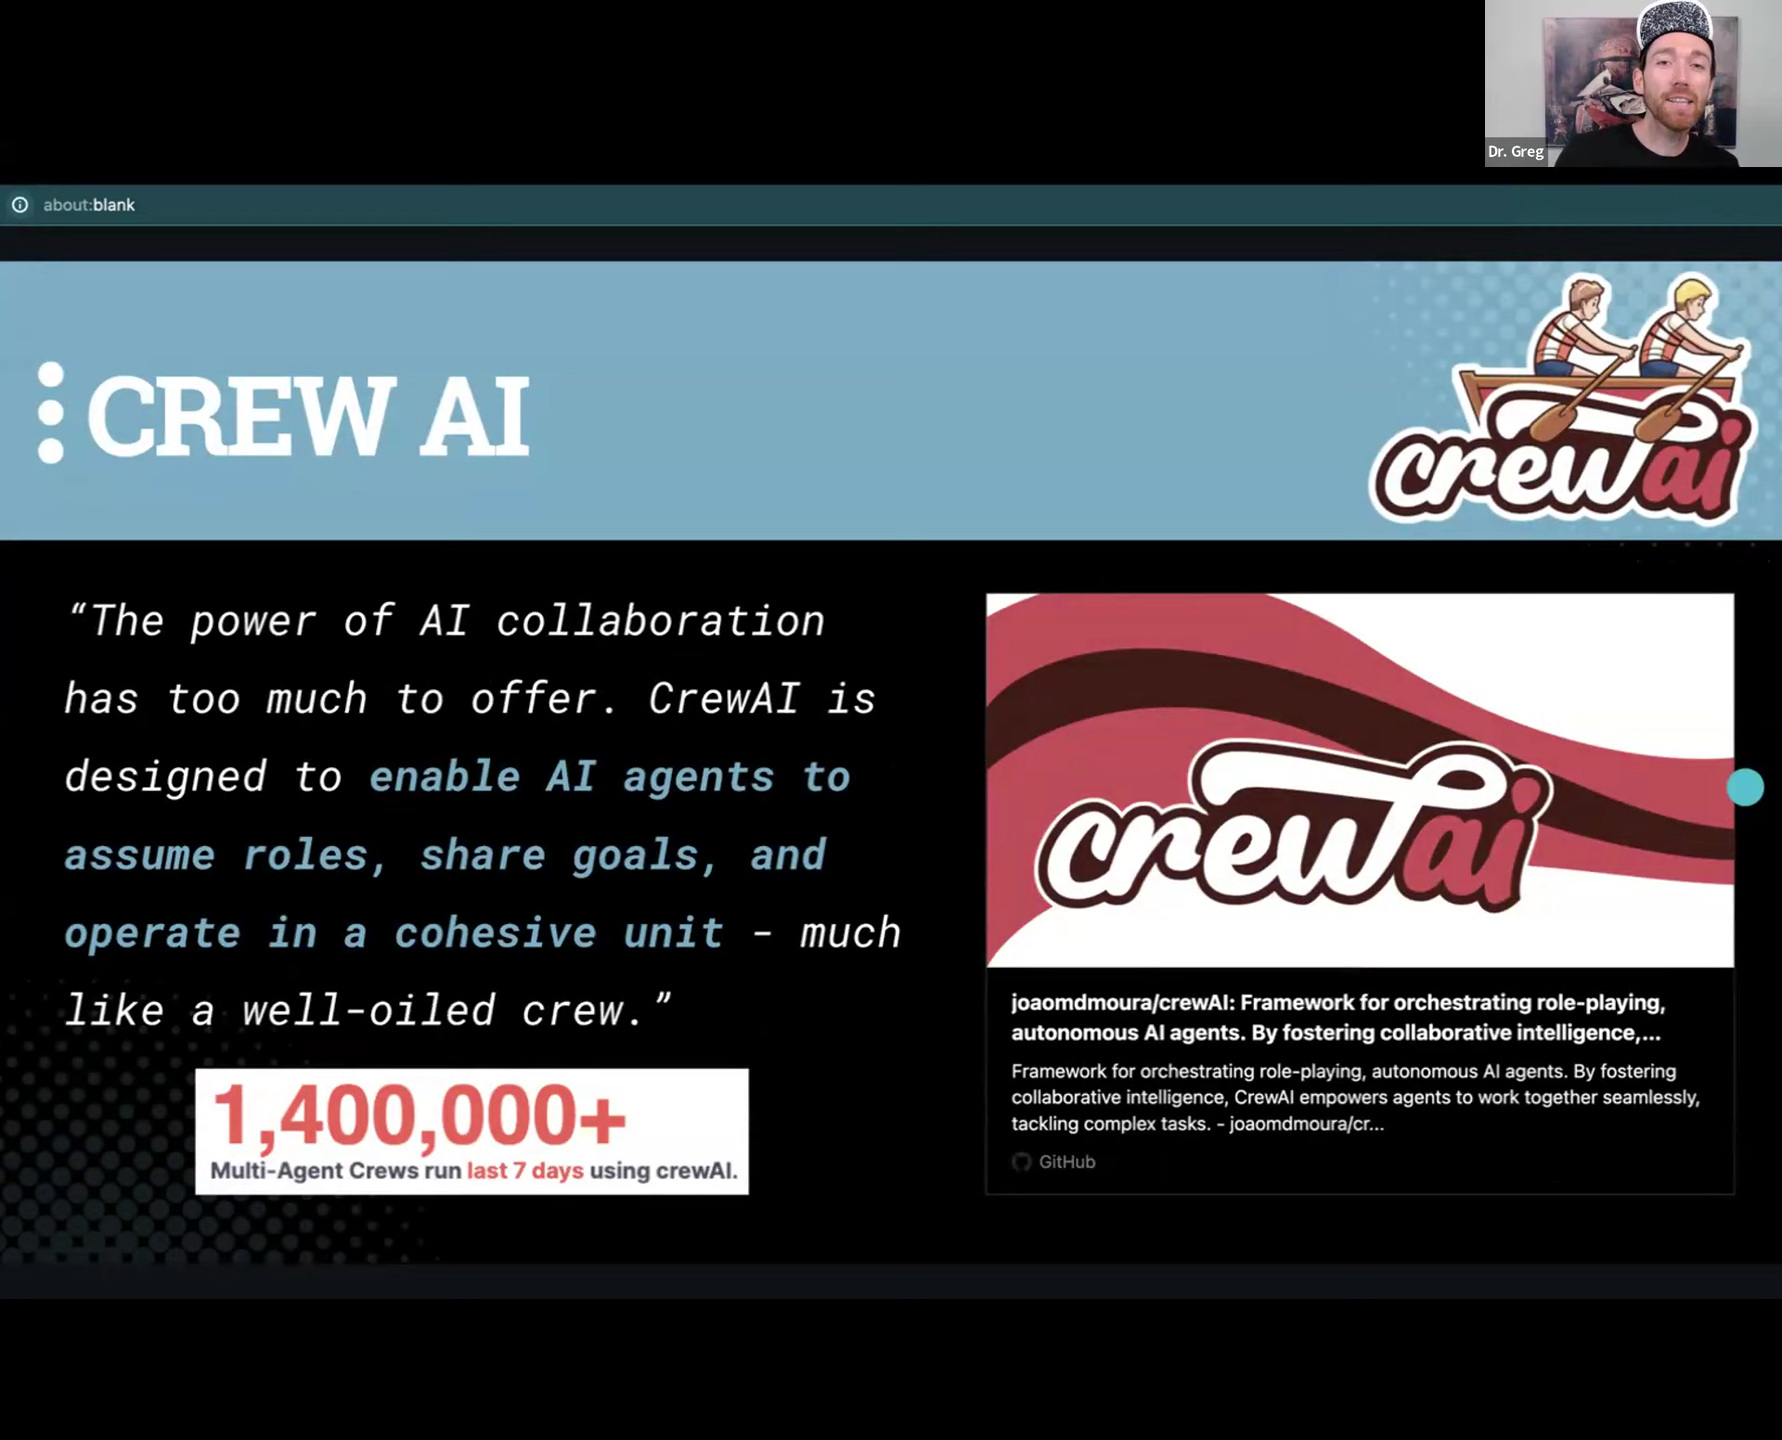 Dr. Greg
about:blank
CREW AI
crewai
“The power of AI collaboration
has too much to offer. CrewAI is
designed to enable AI agents to
assume roles, share goals, and
operate in a cohesive unit - much
like a well-oiled crew.”
1,400,000+
Multi-Agent Crews run last 7 days using crewAI.
crewai
joaomdmoura/crewAI: Framework for orchestrating role-playing,
autonomous AI agents. By fostering collaborative intelligence,...
Framework for orchestrating role-playing, autonomous AI agents. By fostering
collaborative intelligence, CrewAI empowers agents to work together seamlessly,
tackling complex tasks. - joaomdmoura/cr...
GitHub